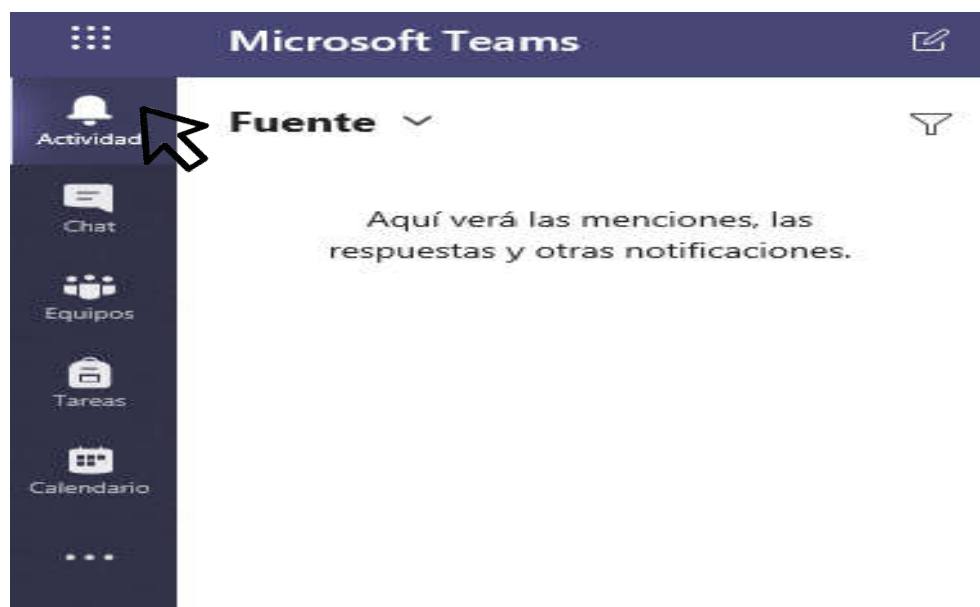 Microsoft Teams
Actividad
Fuente
Aquí verá las menciones, las
respuestas y otras notificaciones.
Chat
Equipos
Tareas
Calendario